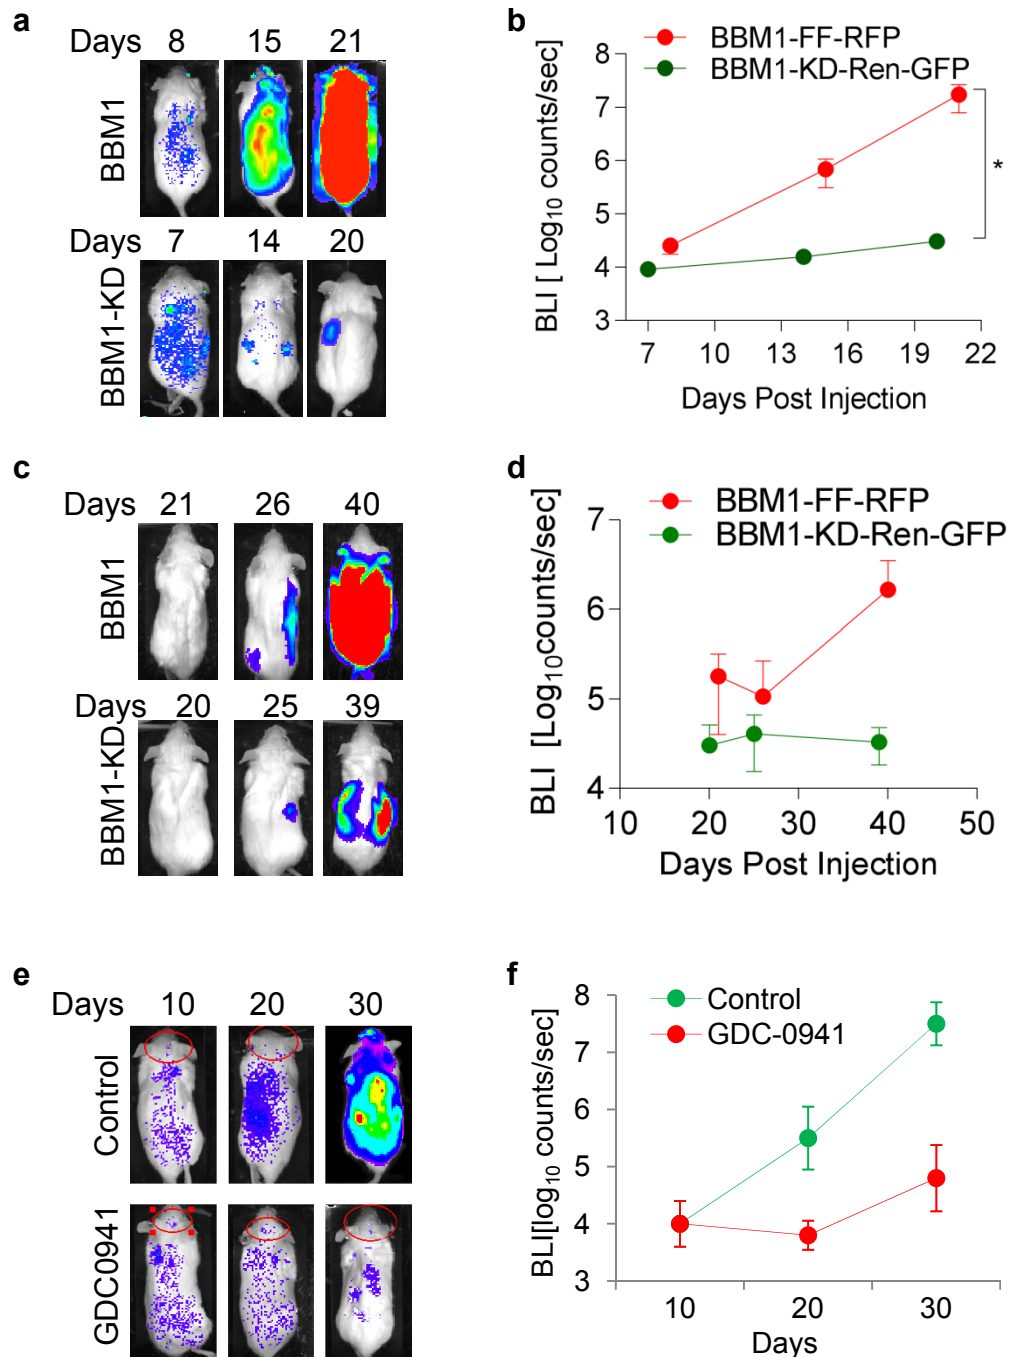 a
Days 8 15 21
BBM1
Days 7 14 20
BBM1-KD
b
BBM1-FF-RFP
BBM1-KD-Ren-GFP
BLI [ Log10 counts/sec]
8
7
6
5
4
3
*
7 10 13 16 19 22
Days Post Injection
c
Days 21 26 40
BBM1
Days 20 25 39
BBM1-KD
d
BBM1-FF-RFP
BBM1-KD-Ren-GFP
BLI [Log10counts/sec]
7
6
5
4
10 20 30 40 50
Days Post Injection
e
Days 10 20 30
Control
GDC0941
f
Control
GDC-0941
BLI[log10 counts/sec]
8
7
6
5
4
3
10 20 30
Days